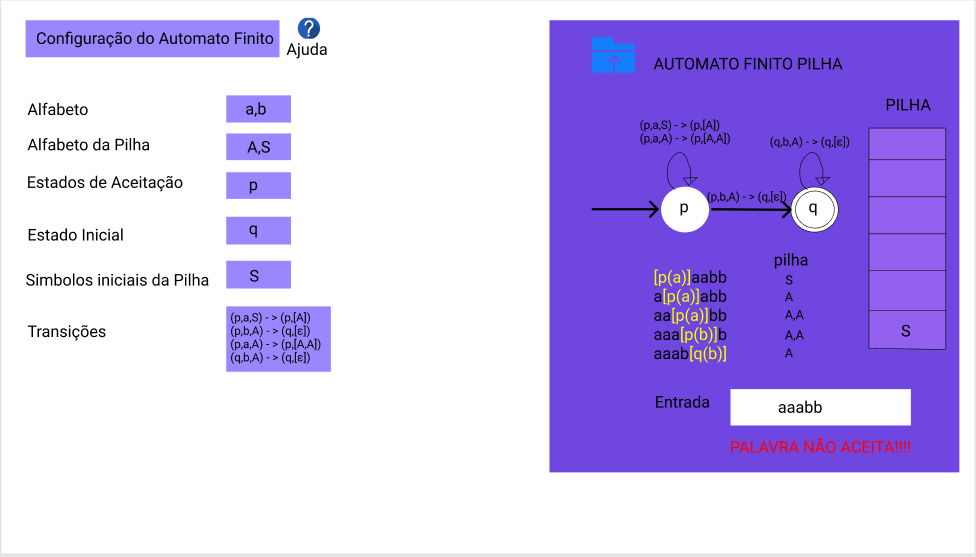 Configuração do Automato Finito
?
Ajuda
Alfabeto
a,b
Alfabeto da Pilha
A,S
Estados de Aceitação
p
Estado Inicial
q
Simbolos iniciais da Pilha
S
Transições
(p,a,S) - > (p,[A])
(p,b,A) - > (q,[ε])
(p,a,A) - > (p,[A,A])
(q,b,A) - > (q,[ε])
AUTOMATO FINITO PILHA
PILHA
(p,a,S) - > (p,[A])
(p,a,A) - > (p,[A,A])
(q,b,A) - > (q,[ε])
(p,b,A) - > (q,[ε])
p
q
pilha
[p(a)]aabb
S
a[p(a)]abb
A
aa[p(a)]bb
A,A
aaa[p(b)]b
A,A
aaab[q(b)]
A
S
Entrada
aaabb
PALAVRA NÃO ACEITA!!!!